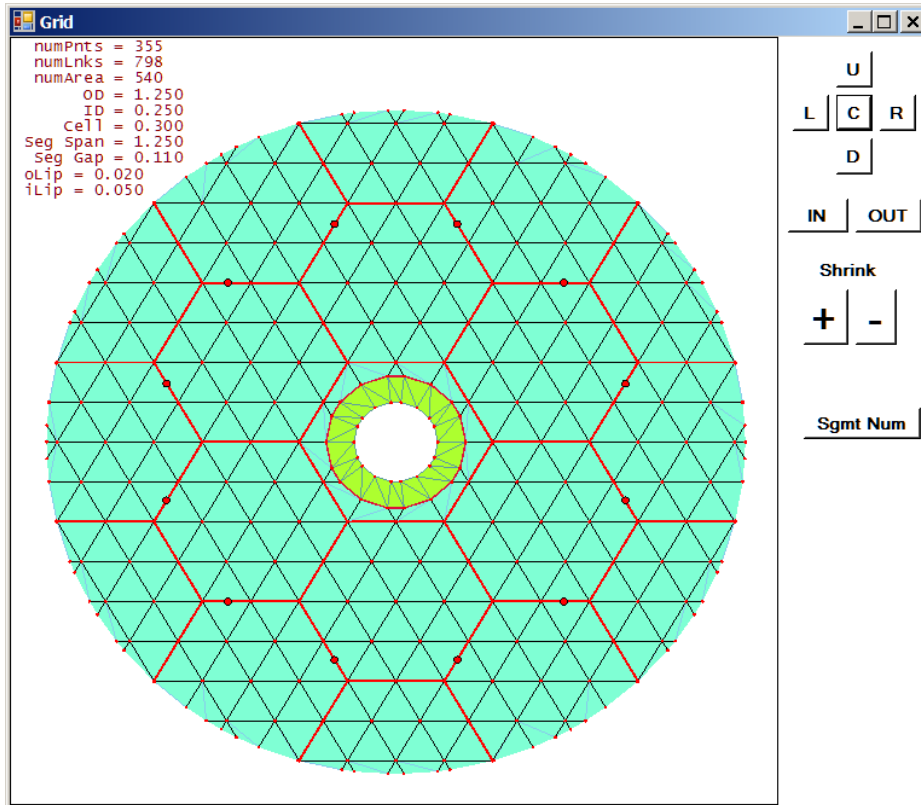 Grid
numPnts = 355
numLnks = 798
numArea = 540
OD = 1.250
ID = 0.250
Cell = 0.300
Seg Span = 1.250
Seg Gap = 0.110
oLip = 0.020
iLip = 0.050
U
L C R
D
IN OUT
Shrink
+ -
Sgmt Num